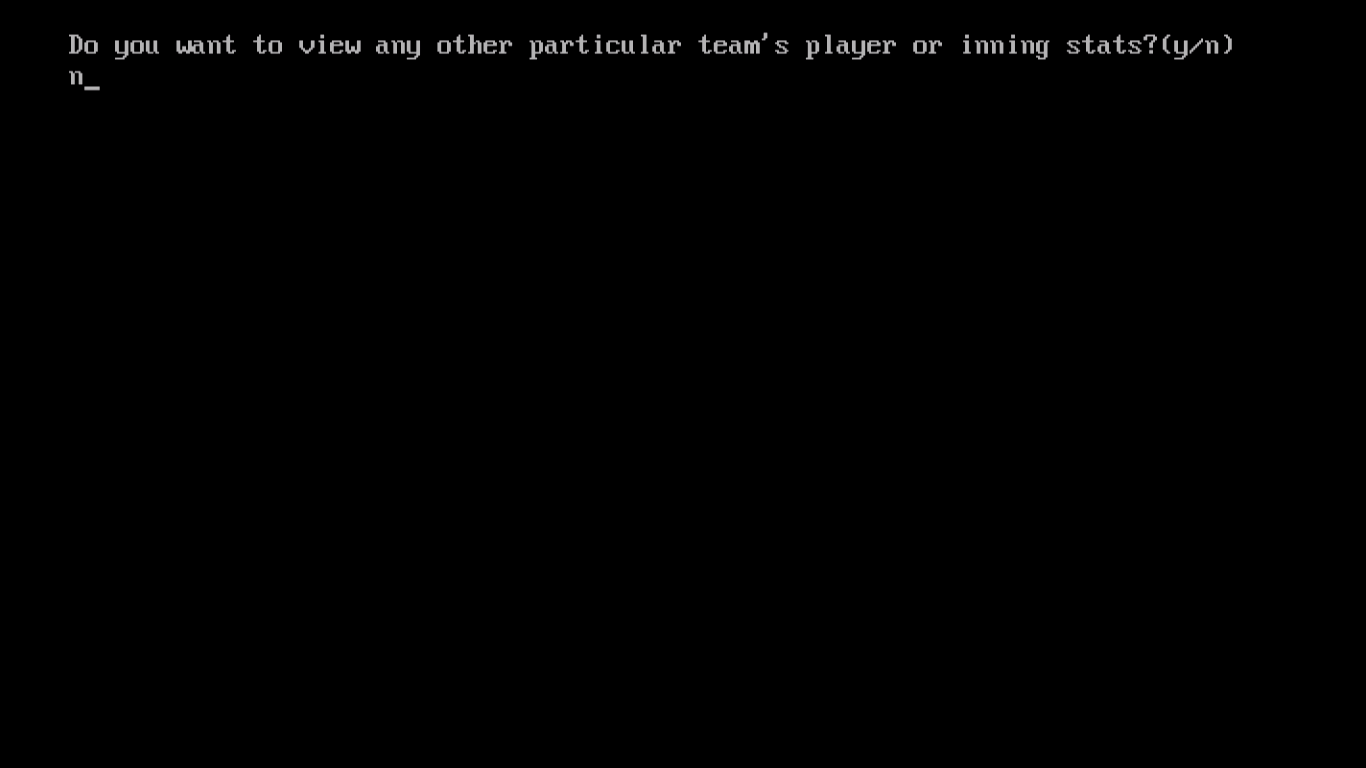 Do you want to view any other particular team's player or inning stats?(y/n)
n_